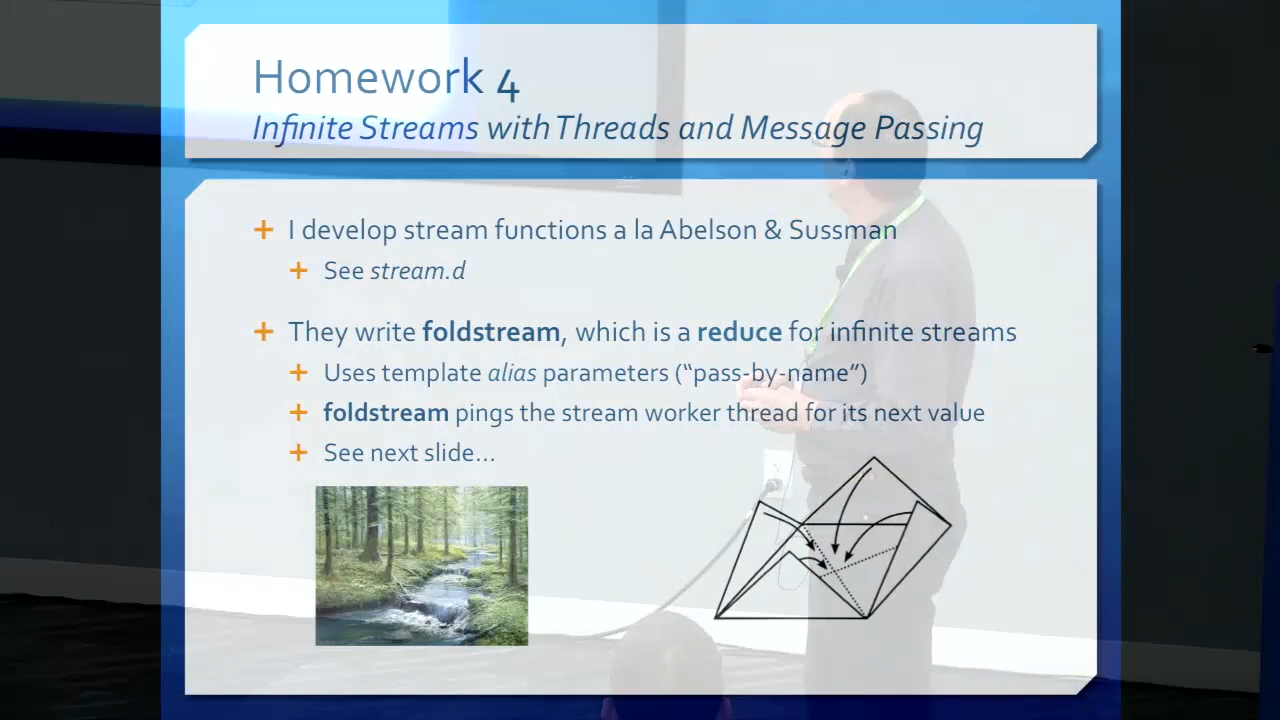 Homework 4
Infinite Streams with Threads and Message Passing
I develop stream functions a la Abelson & Sussman
See stream.d
They write foldstream, which is a reduce for infinite streams
Uses template alias parameters (“pass-by-name”)
foldstream pings the stream worker thread for its next value
See next slide…